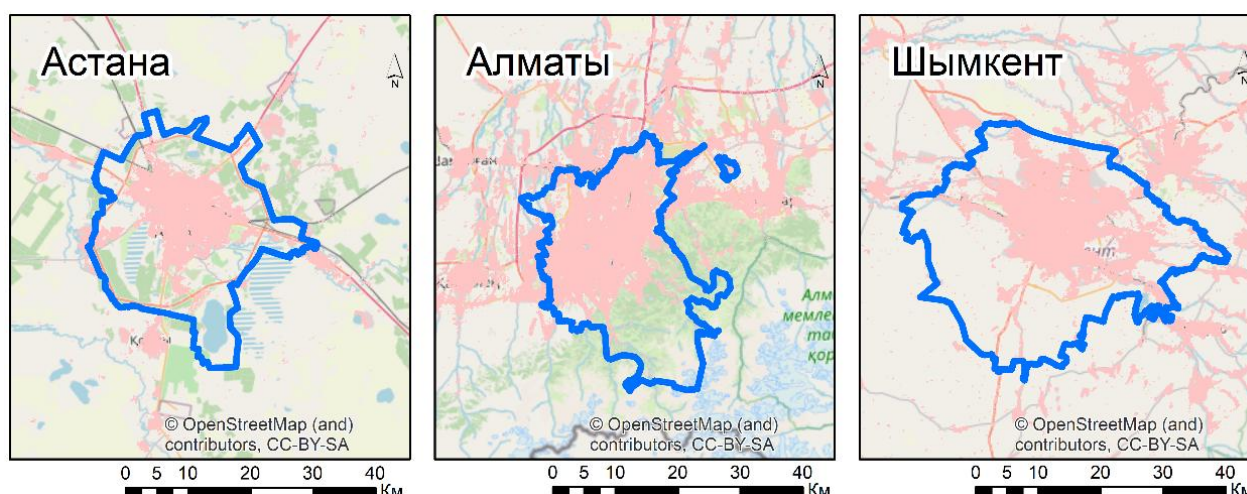 Астана
N
© OpenStreetMap (and)
contributors, CC-BY-SA
0 5 10 20 30 40
Км
Алматы
N
© OpenStreetMap (and)
contributors, CC-BY-SA
0 5 10 20 30 40
Км
Шымкент
N
© OpenStreetMap (and)
contributors, CC-BY-SA
0 5 10 20 30 40
Км